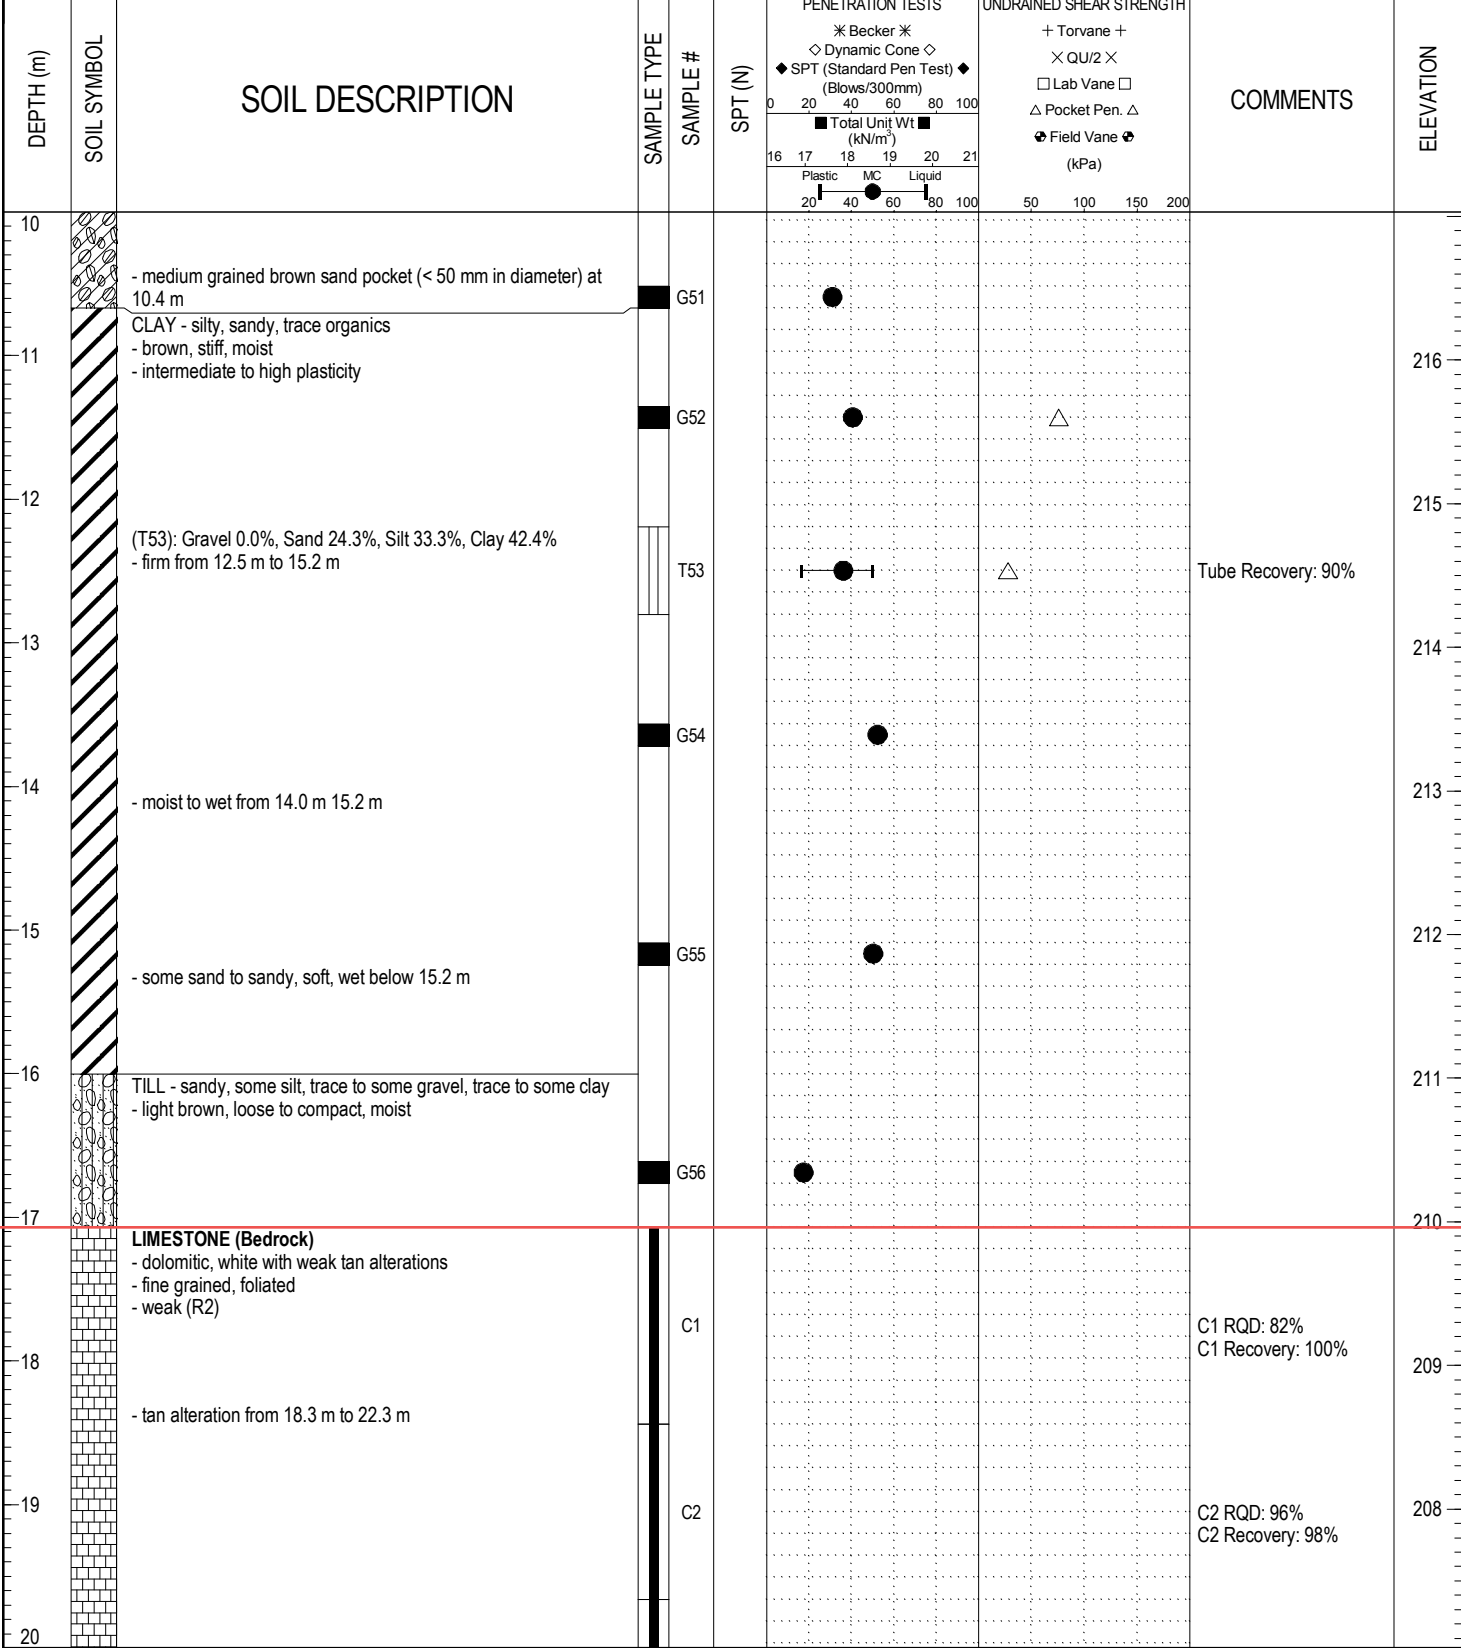 DEPTH (m)
SOIL SYMBOL
SOIL DESCRIPTION
SAMPLE TYPE
SAMPLE #
SPT (N)
PENETRATION TESTS
Becker
Dynamic Cone
SPT (Standard Pen Test)
(Blows/300mm)
0 20 40 60 80 100
Total Unit Wt
(kN/m³)
16 17 18 19 20 21
Plastic MC Liquid
20 40 60 80 100
UNDRAINED SHEAR STRENGTH
+ Torvane +
× QU/2 ×
□ Lab Vane □
△ Pocket Pen. △
Field Vane
(kPa)
50 100 150 200
COMMENTS
ELEVATION
10
- medium grained brown sand pocket (< 50 mm in diameter) at
10.4 m
G51
CLAY - silty, sandy, trace organics
- brown, stiff, moist
11
216
- intermediate to high plasticity
G52
12
215
(T53): Gravel 0.0%, Sand 24.3%, Silt 33.3%, Clay 42.4%
- firm from 12.5 m to 15.2 m
T53
Tube Recovery: 90%
13
214
G54
14
213
- moist to wet from 14.0 m 15.2 m
15
212
G55
- some sand to sandy, soft, wet below 15.2 m
16
211
TILL - sandy, some silt, trace to some gravel, trace to some clay
- light brown, loose to compact, moist
G56
17
210
LIMESTONE (Bedrock)
- dolomitic, white with weak tan alterations
- fine grained, foliated
- weak (R2)
C1
C1 RQD: 82%
C1 Recovery: 100%
18
209
- tan alteration from 18.3 m to 22.3 m
19
208
C2
C2 RQD: 96%
C2 Recovery: 98%
20